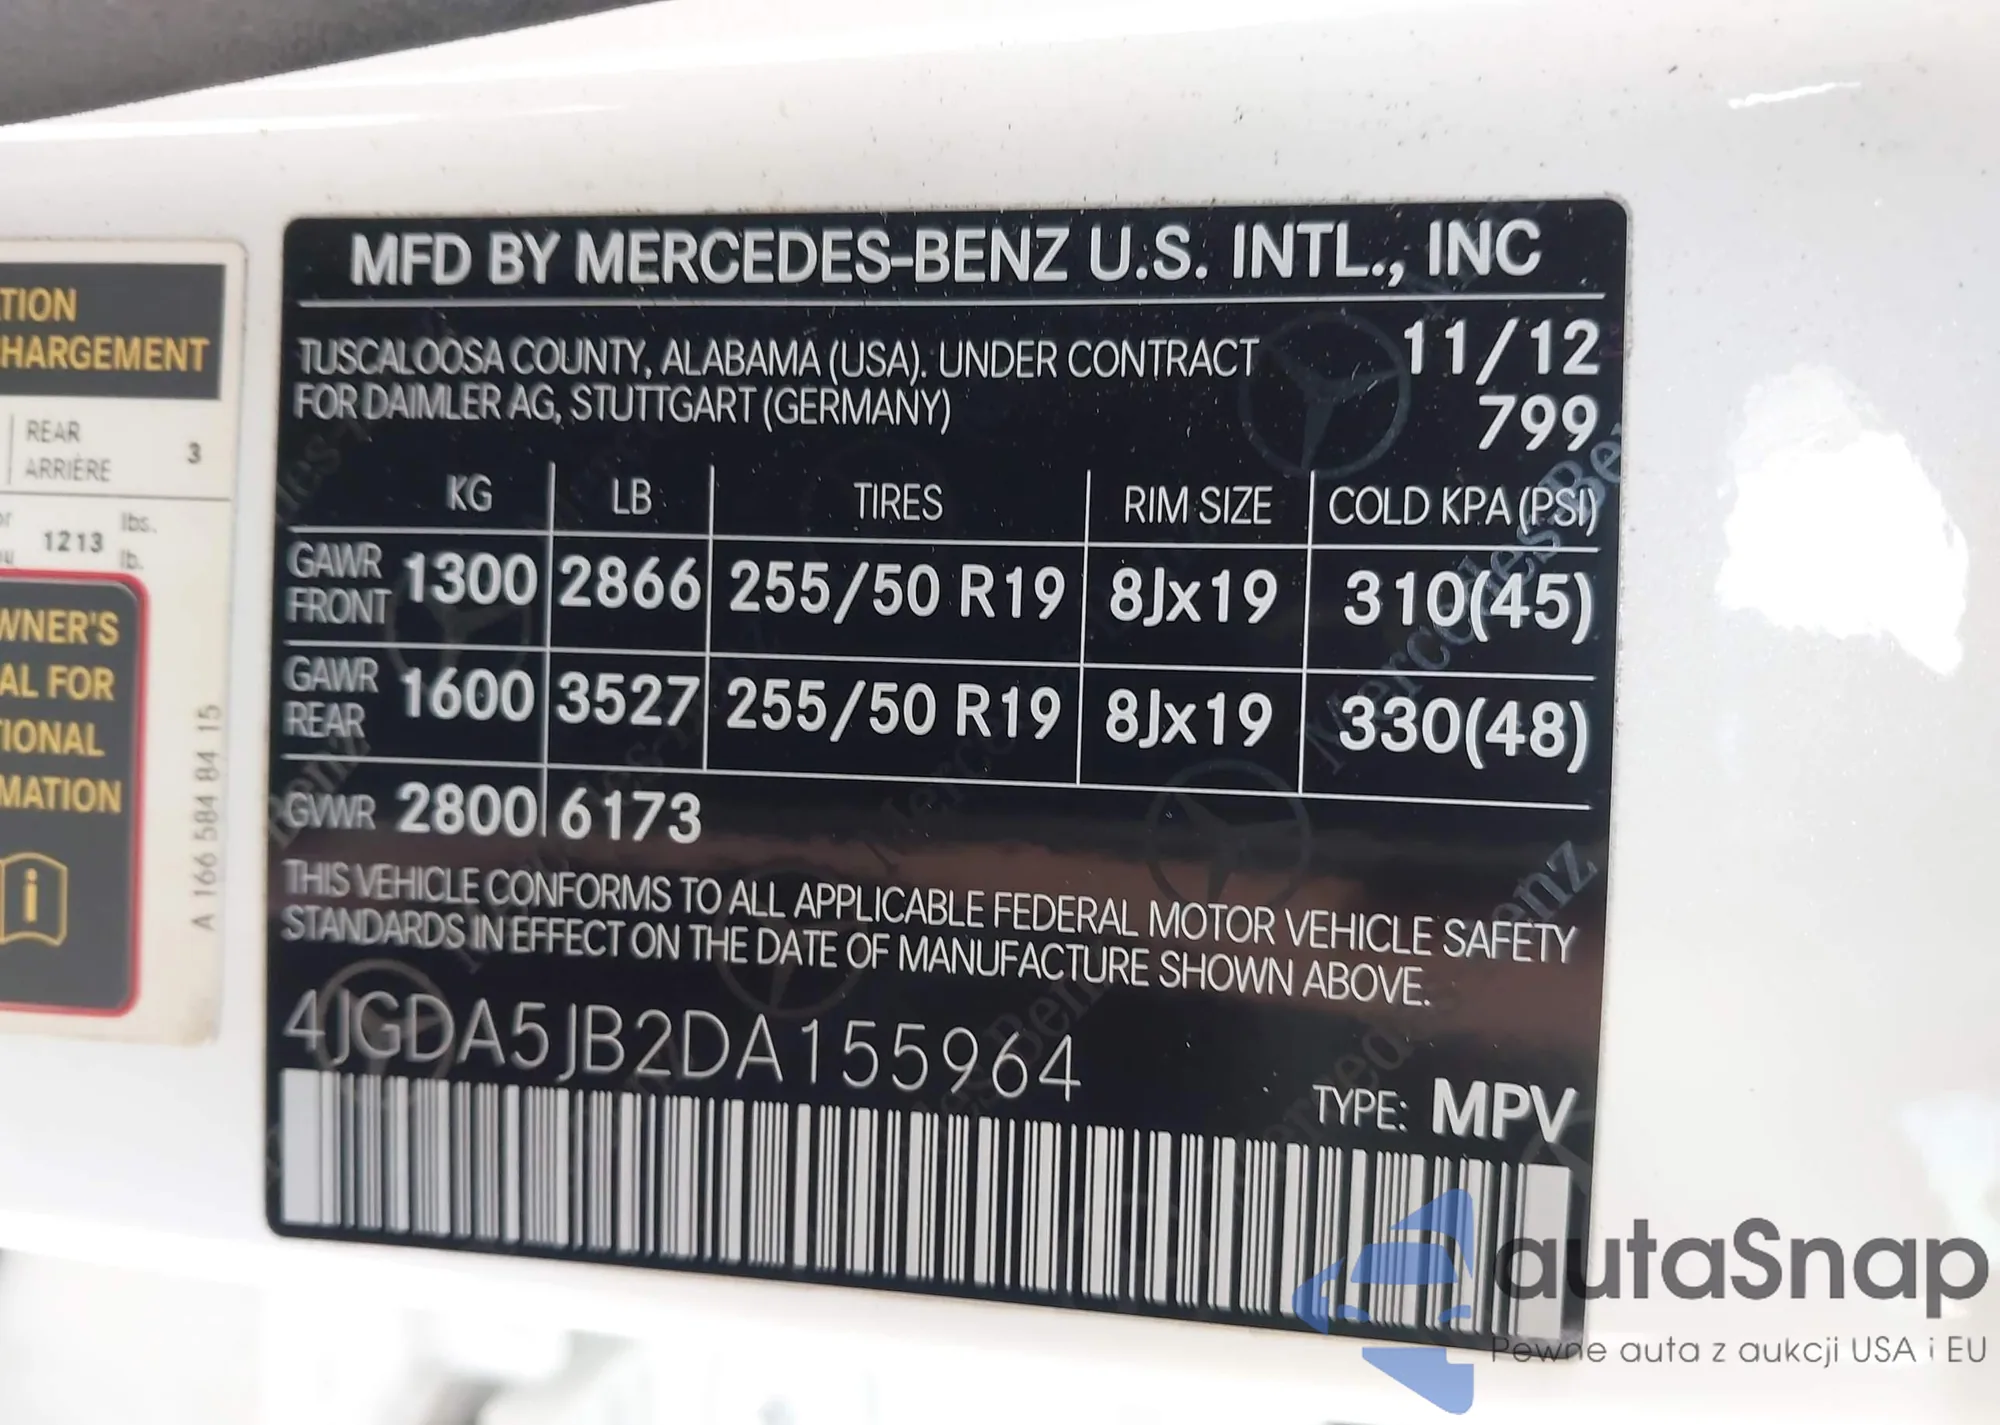 MFD BY MERCEDES-BENZ U.S. INTL., INC
TUSCALOOSA COUNTY, ALABAMA (USA). UNDER CONTRACT
FOR DAIMLER AG, STUTTGART (GERMANY)
11/12
799
KG LB TIRES RIM SIZE COLD KPA (PSI)
GAWR FRONT 1300 2866 255/50 R19 8Jx19 310(45)
GAWR REAR 1600 3527 255/50 R19 8Jx19 330(48)
GVWR 2800 6173
THIS VEHICLE CONFORMS TO ALL APPLICABLE FEDERAL MOTOR VEHICLE SAFETY
STANDARDS IN EFFECT ON THE DATE OF MANUFACTURE SHOWN ABOVE.
4JGDA5JB2DA155964
TYPE: MPV
TION
HARGEMENT
REAR
ARRIÈRE 3
1213 lbs.
lb.
WNER'S
AL FOR
IONAL
MATION
A 166 584 84 15
autaSnap
Pewne auta z aukcji USA i EU